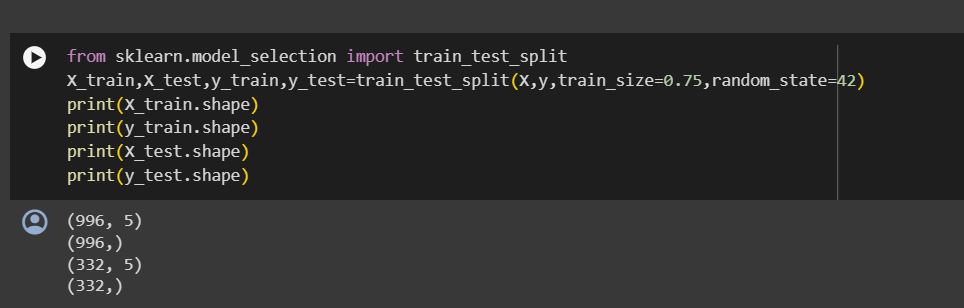 from sklearn.model_selection import train_test_split
X_train,X_test,y_train,y_test=train_test_split(X,y,train_size=0.75,random_state=42)
print(X_train.shape)
print(y_train.shape)
print(X_test.shape)
print(y_test.shape)
(996, 5)
(996,)
(332, 5)
(332,)